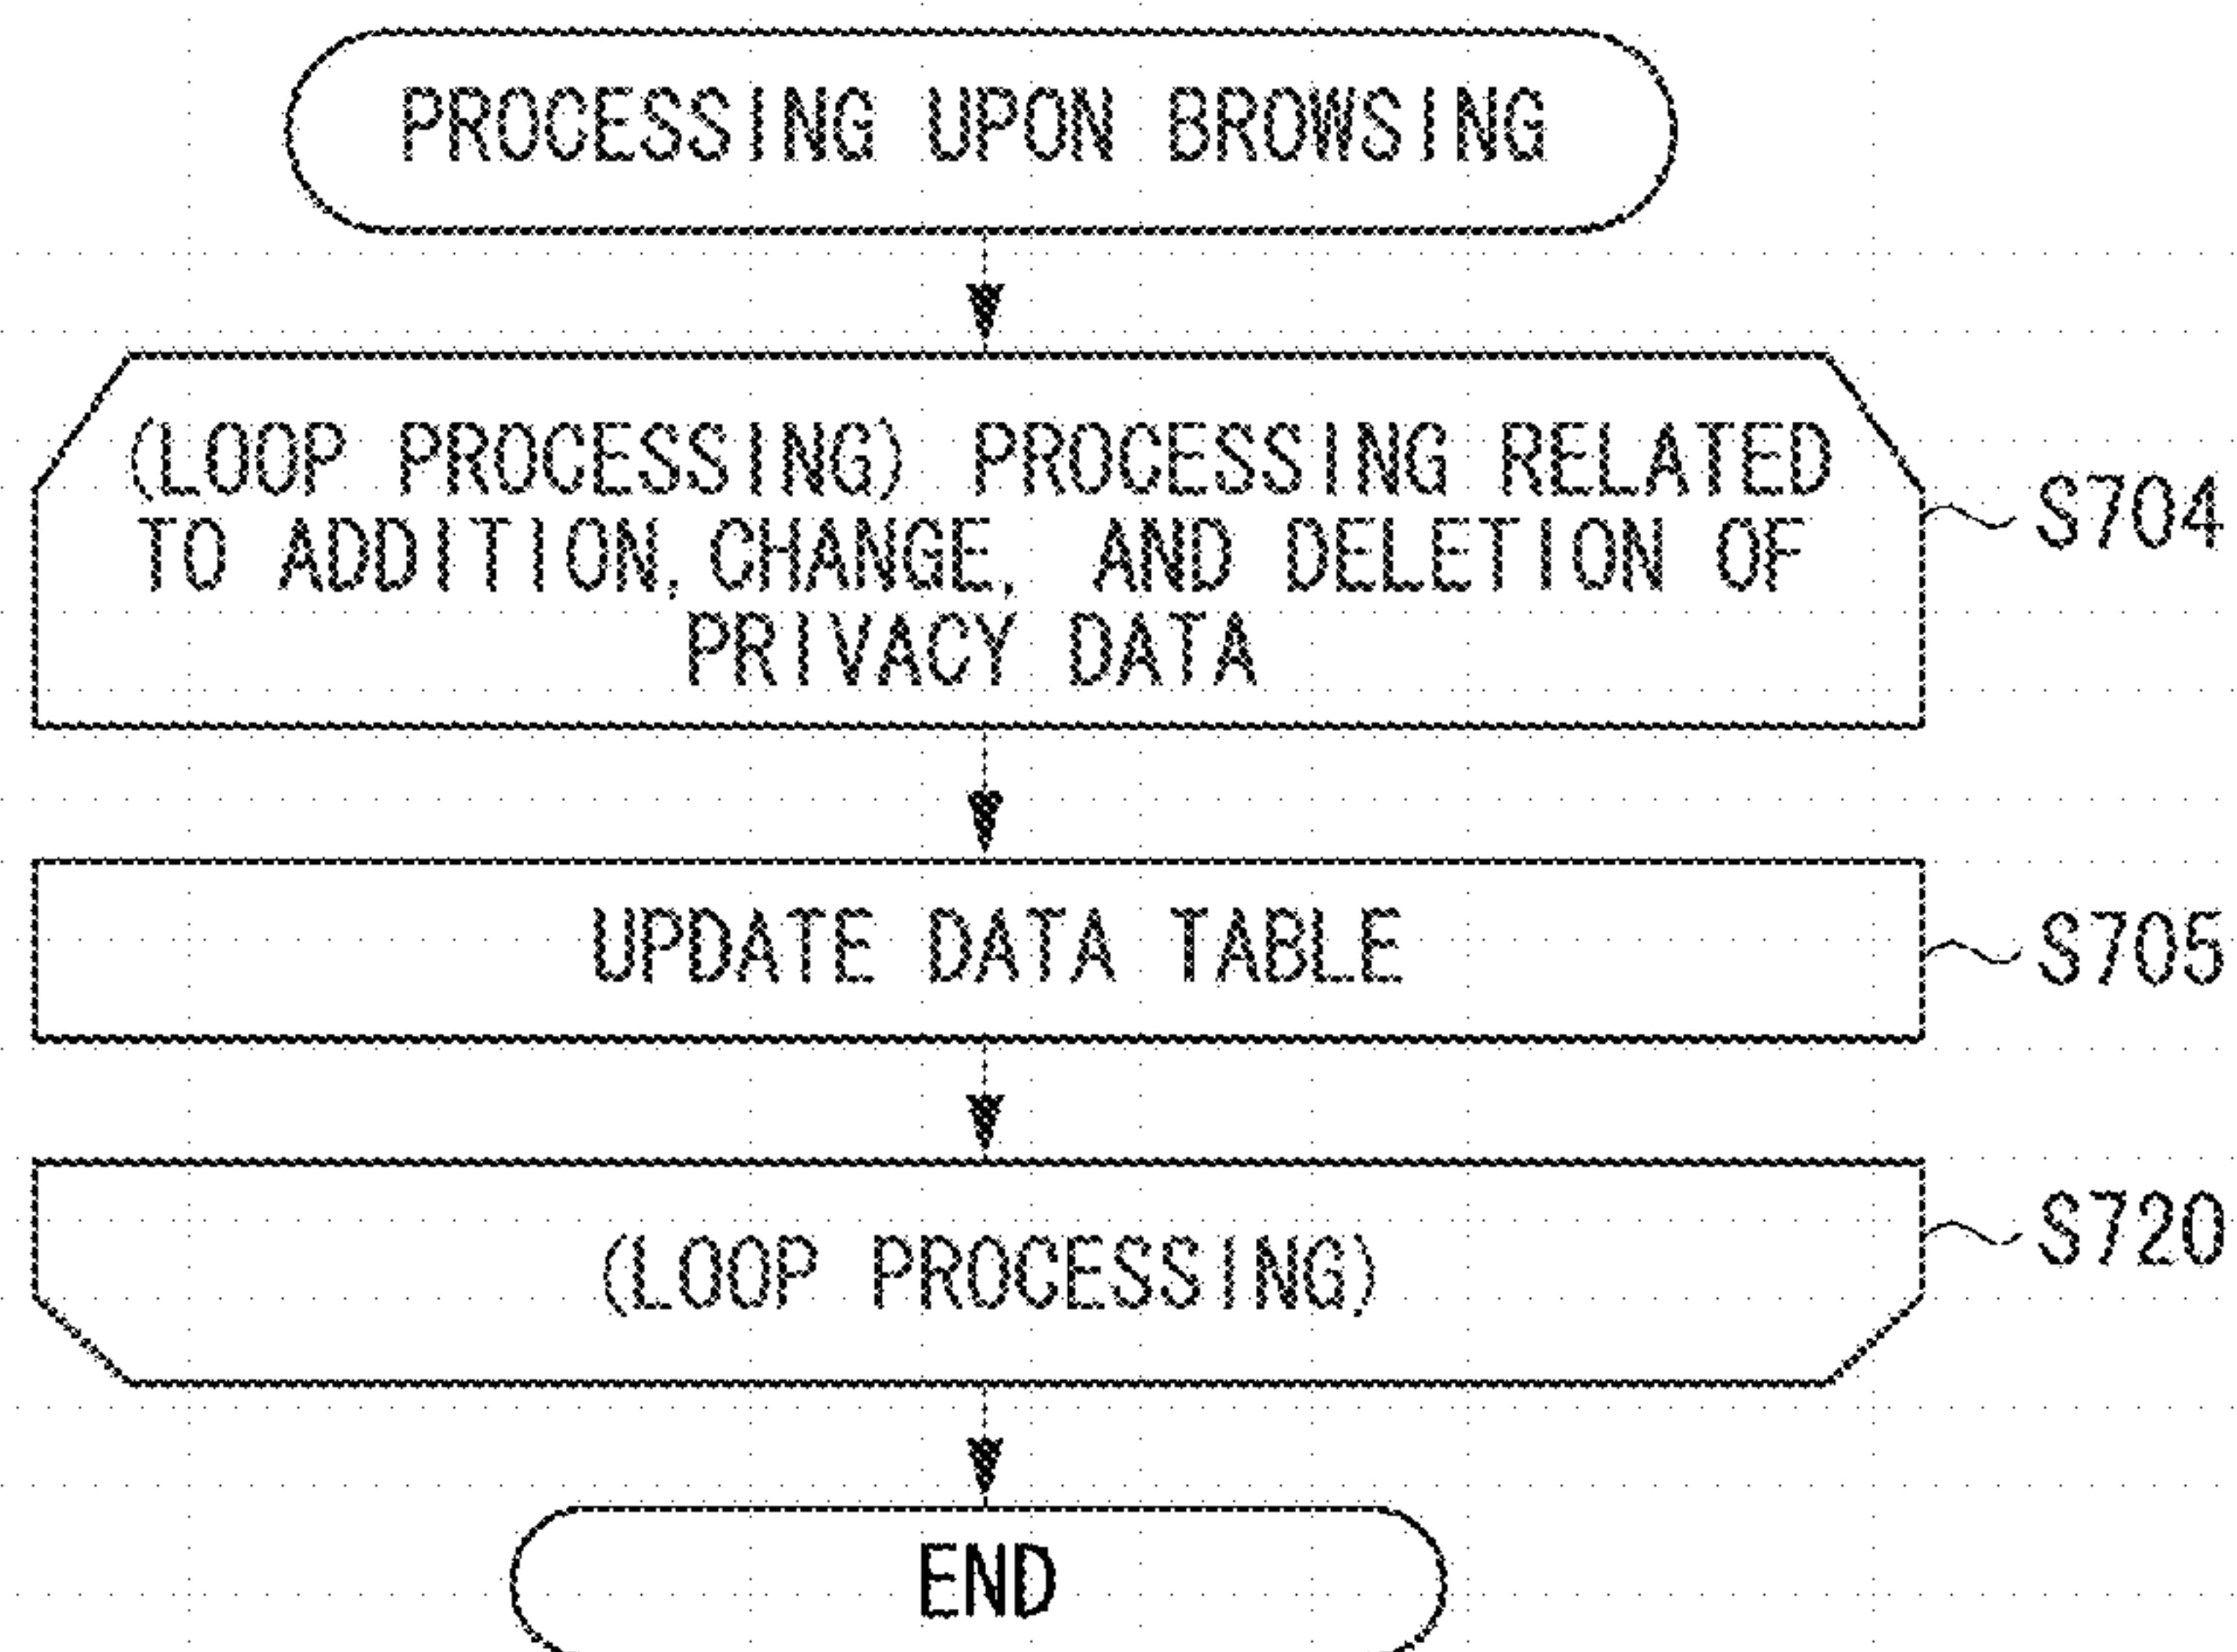 PROCESSING UPON BROWSING
(LOOP PROCESSING) PROCESSING RELATED
TO ADDITION, CHANGE, AND DELETION OF
PRIVACY DATA
S704
UPDATE DATA TABLE
S705
(LOOP PROCESSING)
S720
END